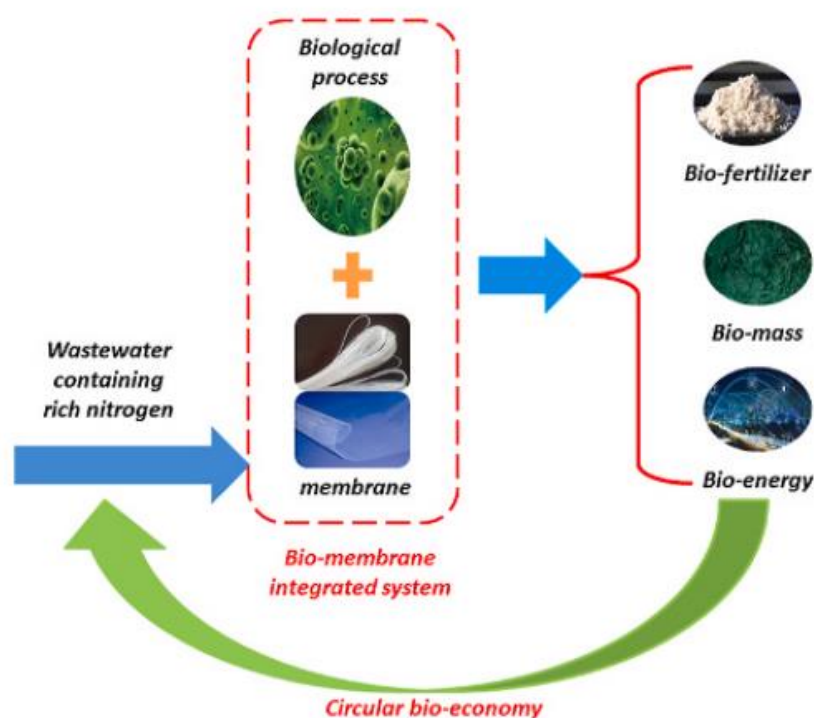 Biological
process
Wastewater
containing
rich nitrogen
membrane
Bio-membrane
integrated system
Bio-fertilizer
Bio-mass
Bio-energy
Circular bio-economy